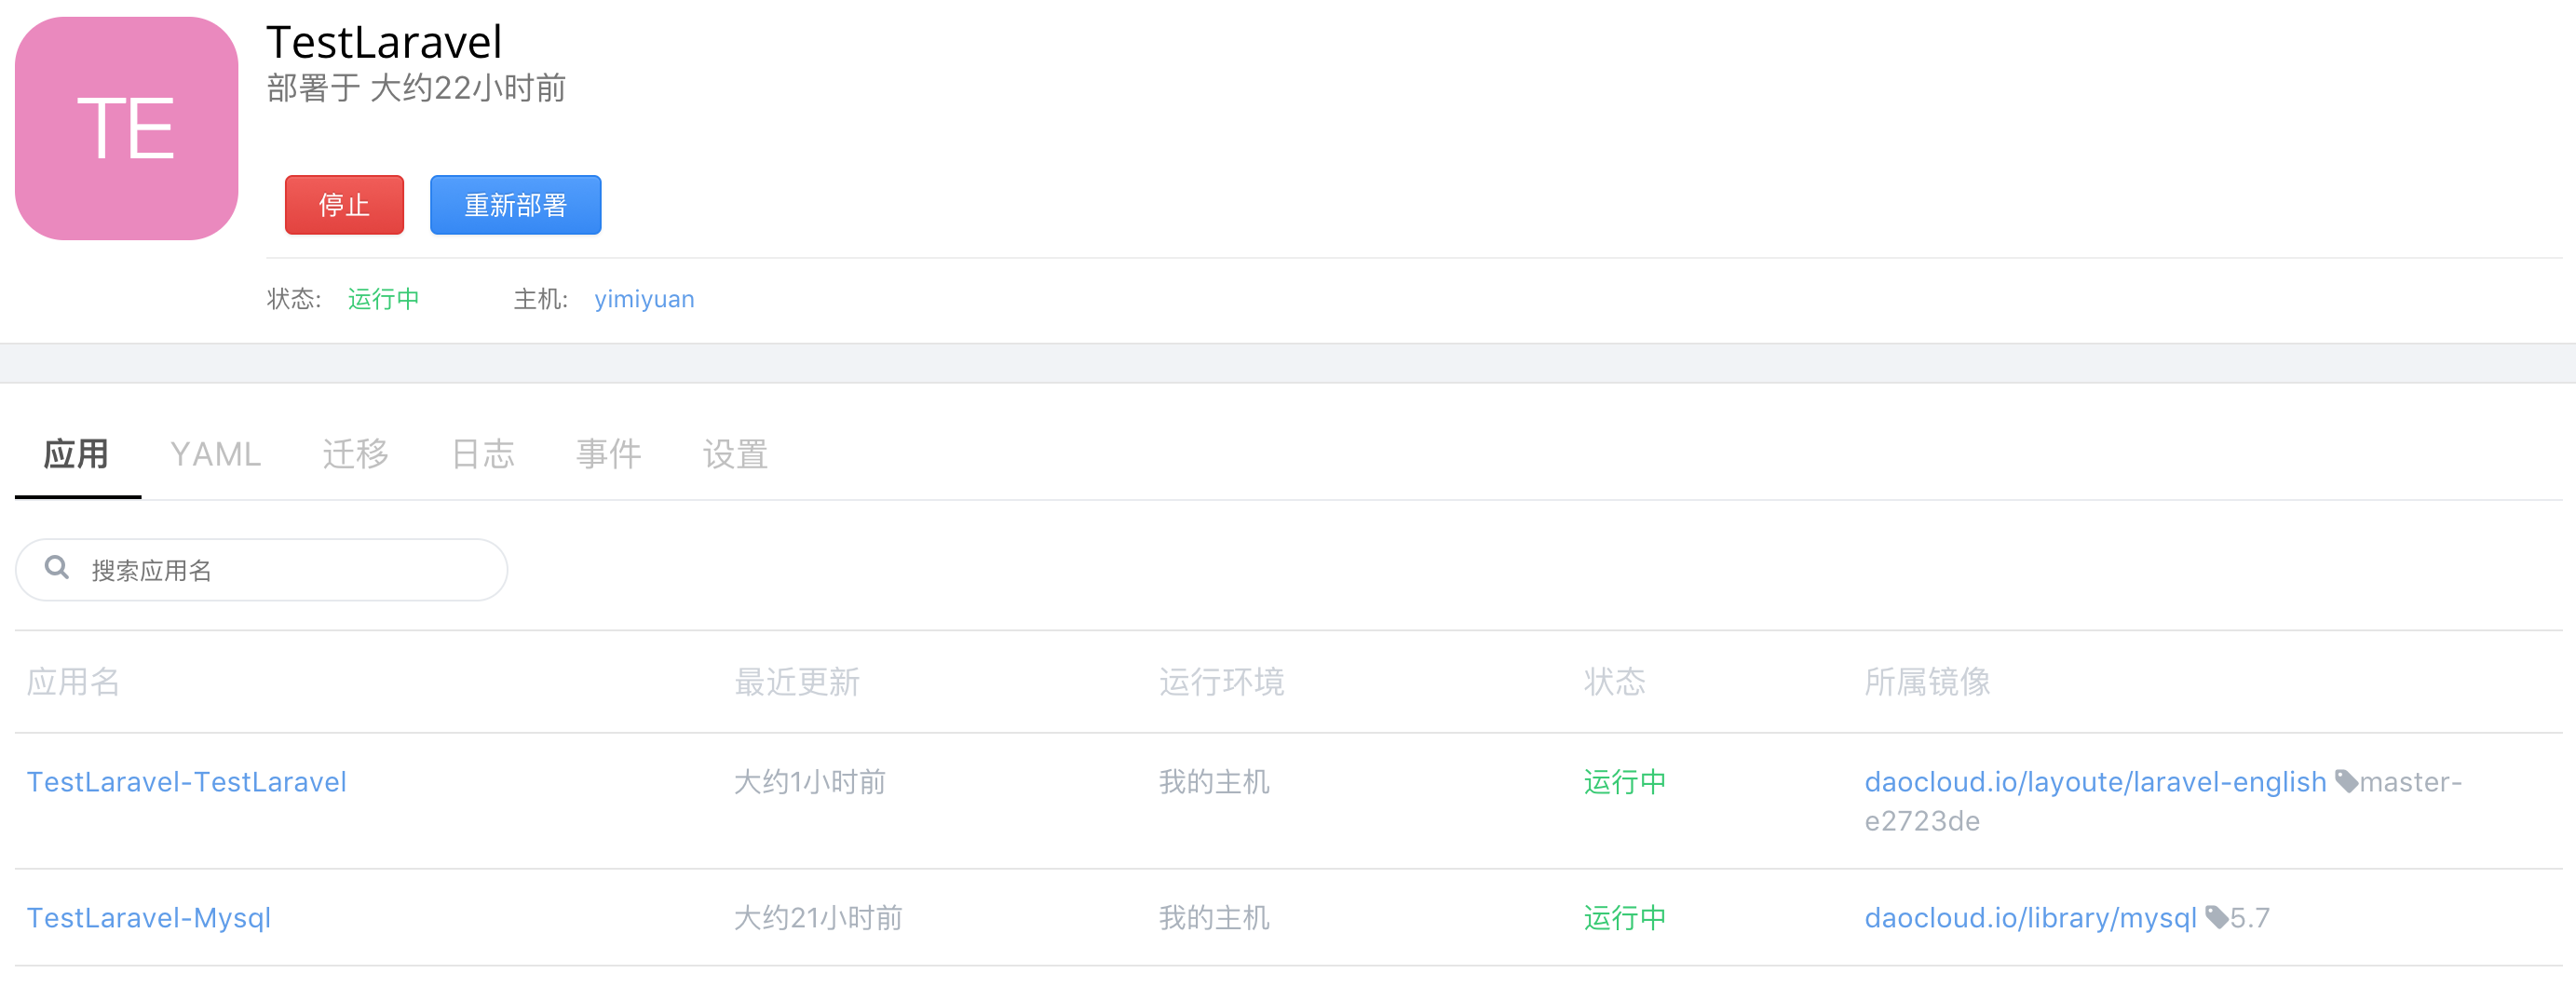 TE
TestLaravel
部署于 大约22小时前
停止 重新部署
状态: 运行中 主机: yimiyuan
应用 YAML 迁移 日志 事件 设置
搜索应用名
应用名 最近更新 运行环境 状态 所属镜像
TestLaravel-TestLaravel 大约1小时前 我的主机 运行中 daocloud.io/layoute/laravel-english master-
e2723de
TestLaravel-Mysql 大约21小时前 我的主机 运行中 daocloud.io/library/mysql 5.7